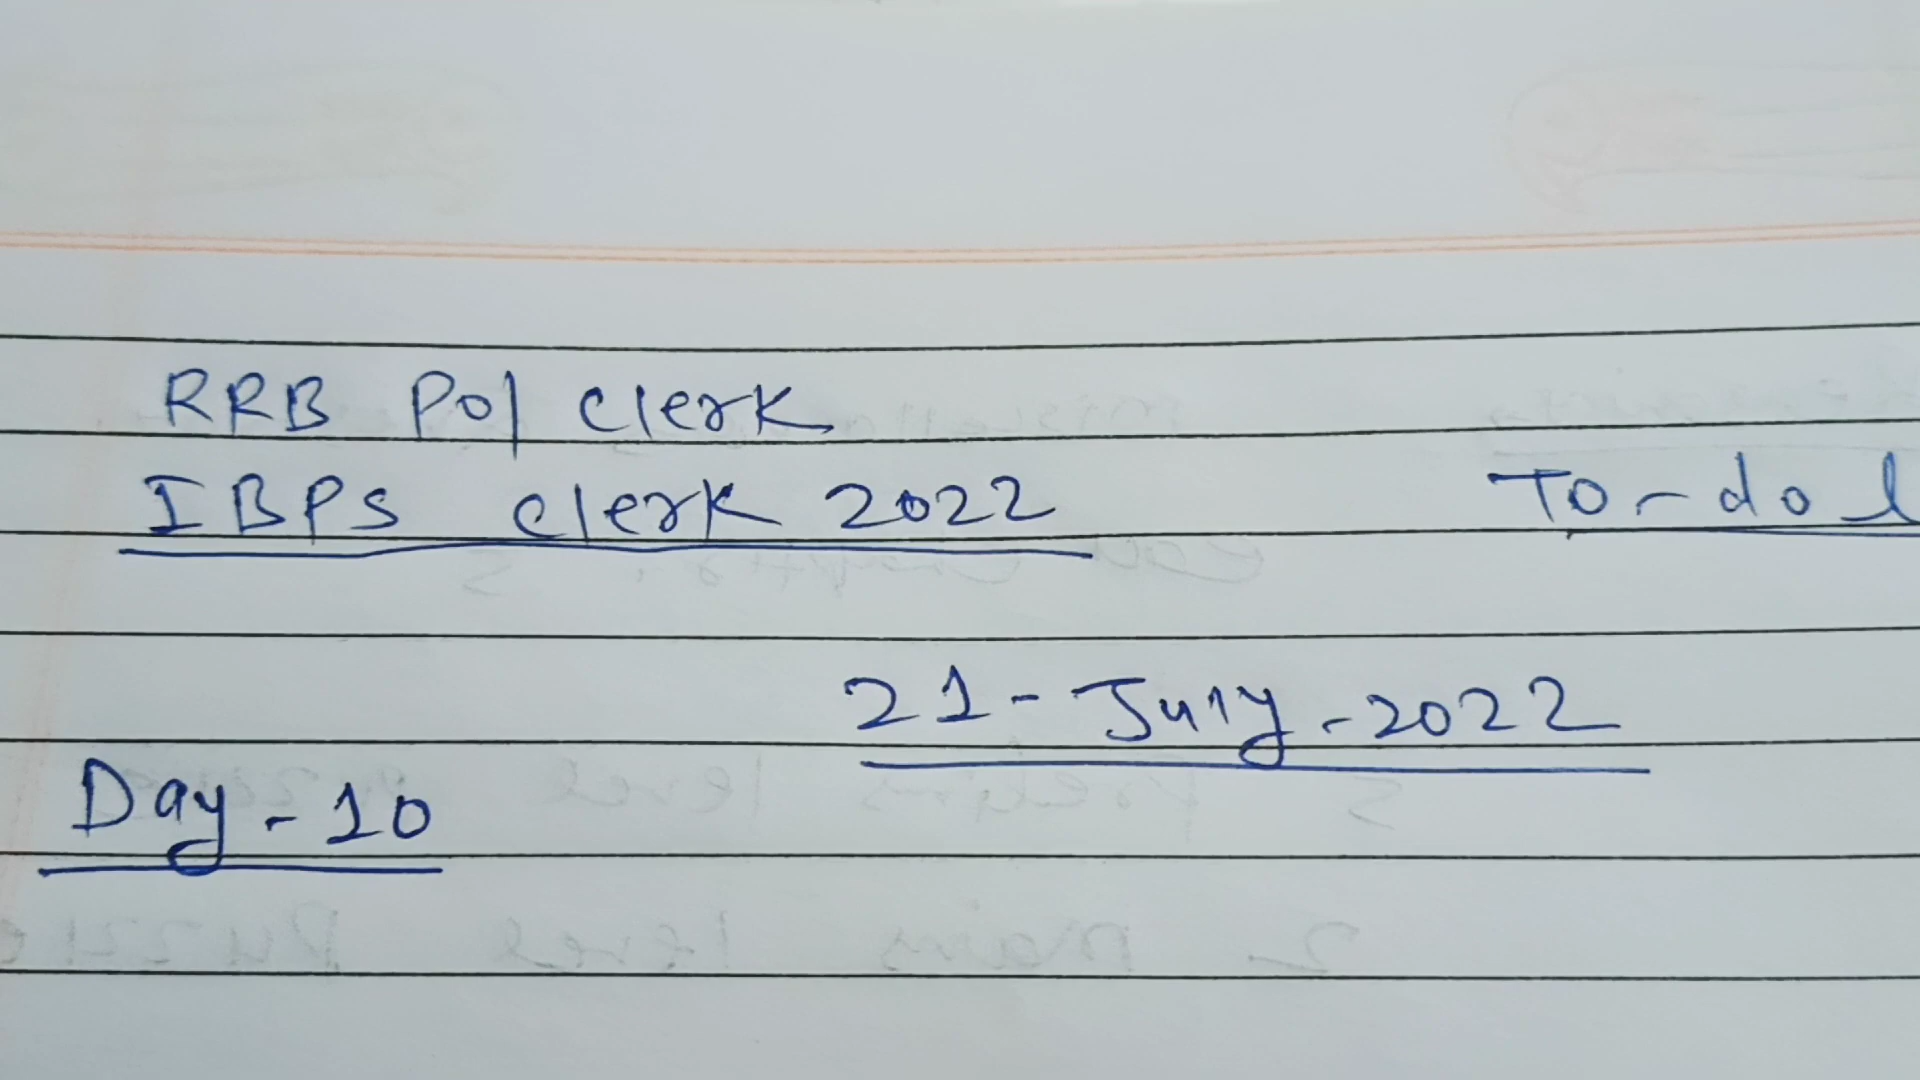 RRB PO/ Clerk
IBPS Clerk 2022
To-do l
21-July-2022
Day-10